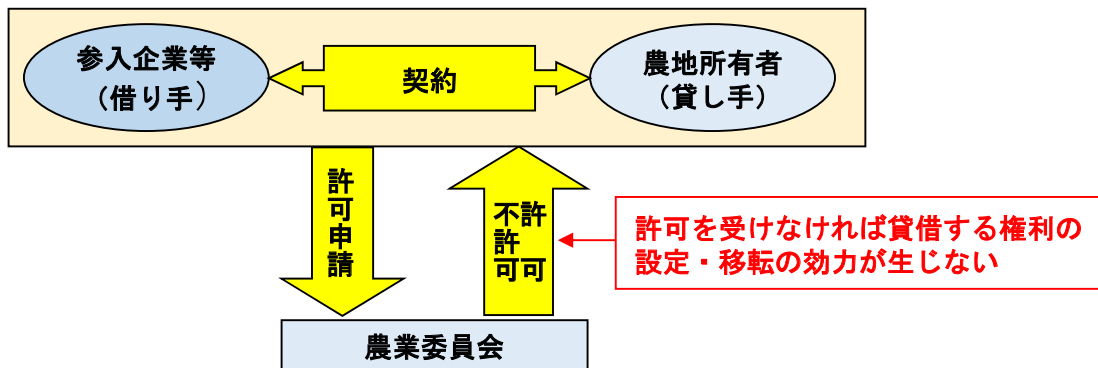 参入企業等
（借り手）
契約
農地所有者
（貸し手）
許可申請
許可
不許可
許可を受けなければ貸借する権利の
設定・移転の効力が生じない
農業委員会